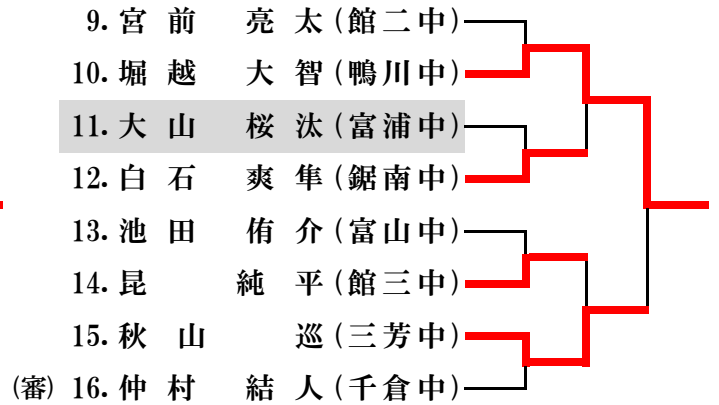 9. 宮前 亮太 (館二中)
10. 堀越 大智 (鴨川中)
11. 大山 桜汰 (富浦中)
12. 白石 爽隼 (鋸南中)
13. 池田 侑介 (富山中)
14. 昆 純平 (館三中)
15. 秋山 巡 (三芳中)
(審) 16. 仲村 結人 (千倉中)